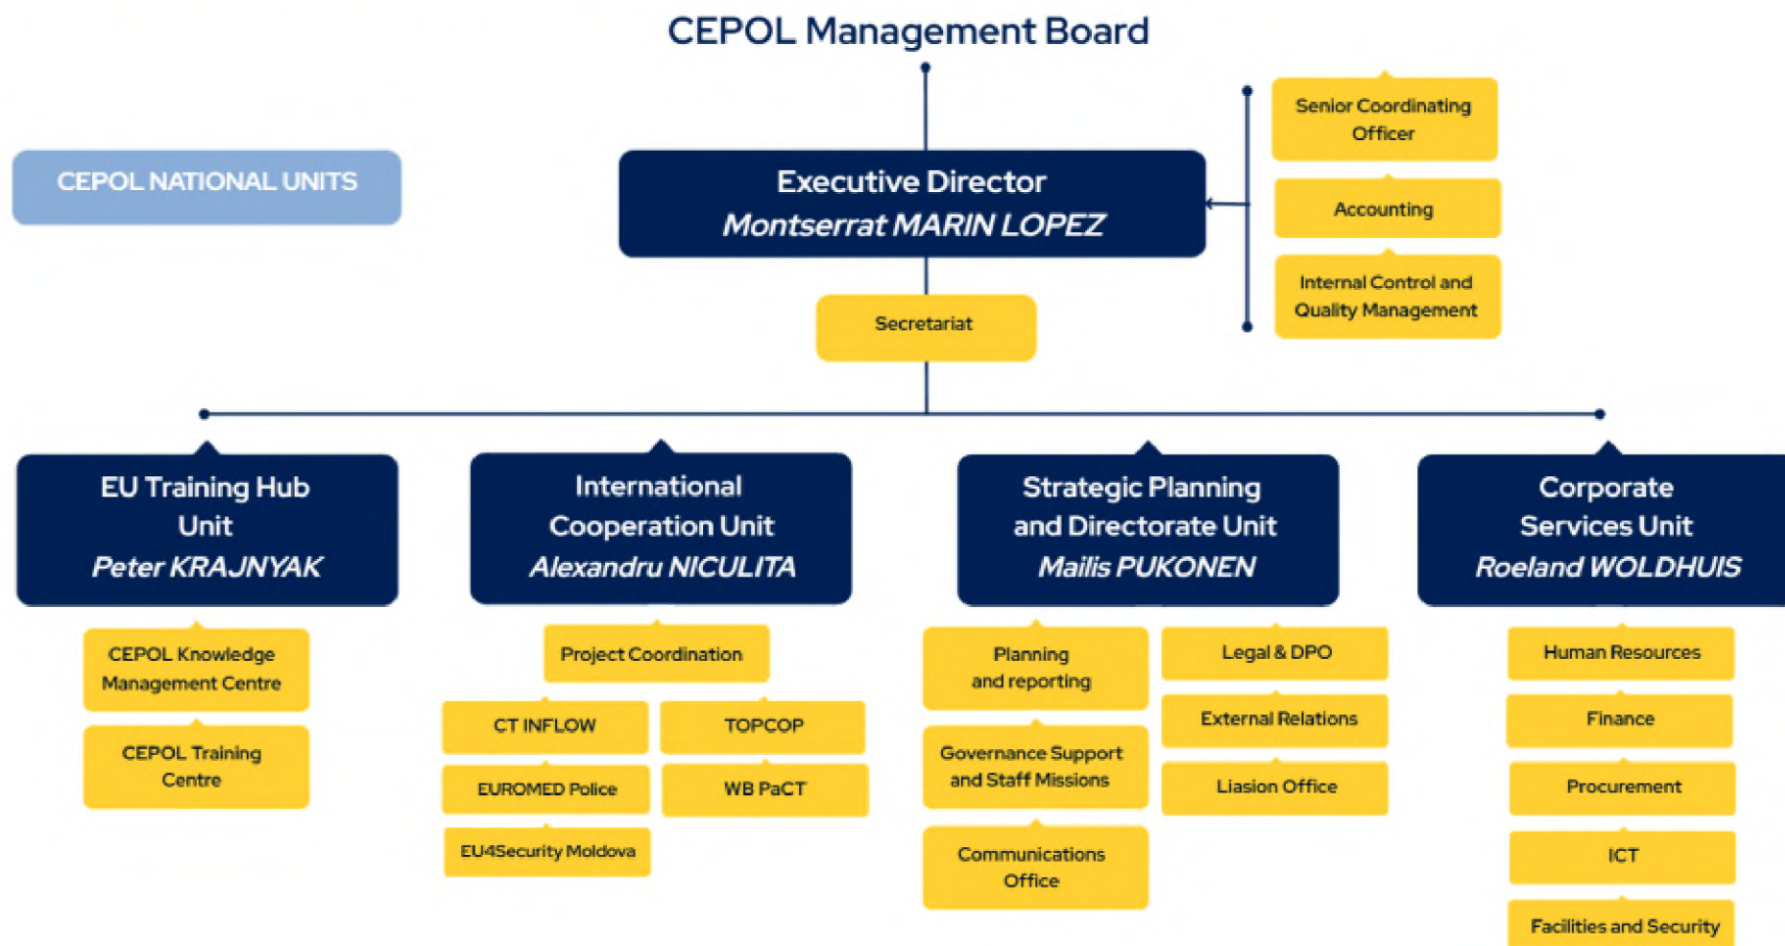 CEPOL Management Board
CEPOL NATIONAL UNITS
Executive Director
Montserrat MARIN LOPEZ
Senior Coordinating
Officer
Accounting
Internal Control and
Quality Management
Secretariat
EU Training Hub
Unit
Peter KRAJNYAK
CEPOL Knowledge
Management Centre
CEPOL Training
Centre
International
Cooperation Unit
Alexandru NICULITA
Project Coordination
CT INFLOW
TOPCOP
EUROMED Police
WB PaCT
EU4Security Moldova
Strategic Planning
and Directorate Unit
Mailis PUKONEN
Planning
and reporting
Legal & DPO
Governance Support
and Staff Missions
External Relations
Communications
Office
Liasion Office
Corporate
Services Unit
Roeland WOLDHUIS
Human Resources
Finance
Procurement
ICT
Facilities and Security